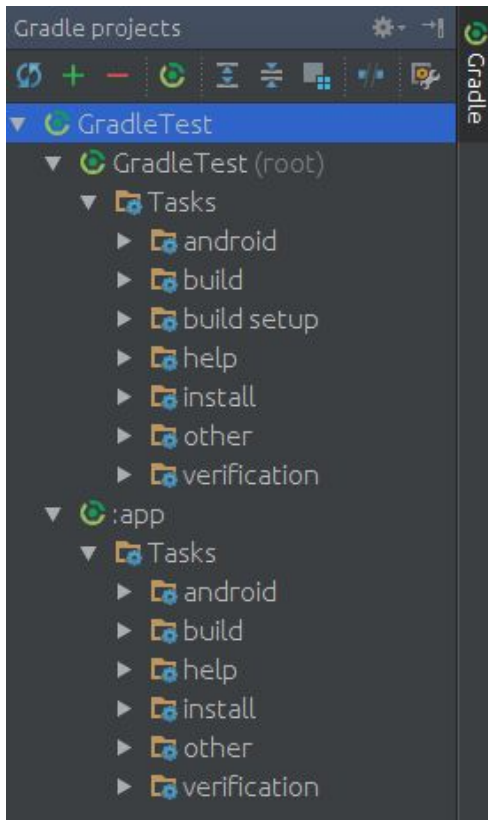 Gradle projects
Gradle
GradleTest
GradleTest (root)
Tasks
android
build
build setup
help
install
other
verification
:app
Tasks
android
build
help
install
other
verification